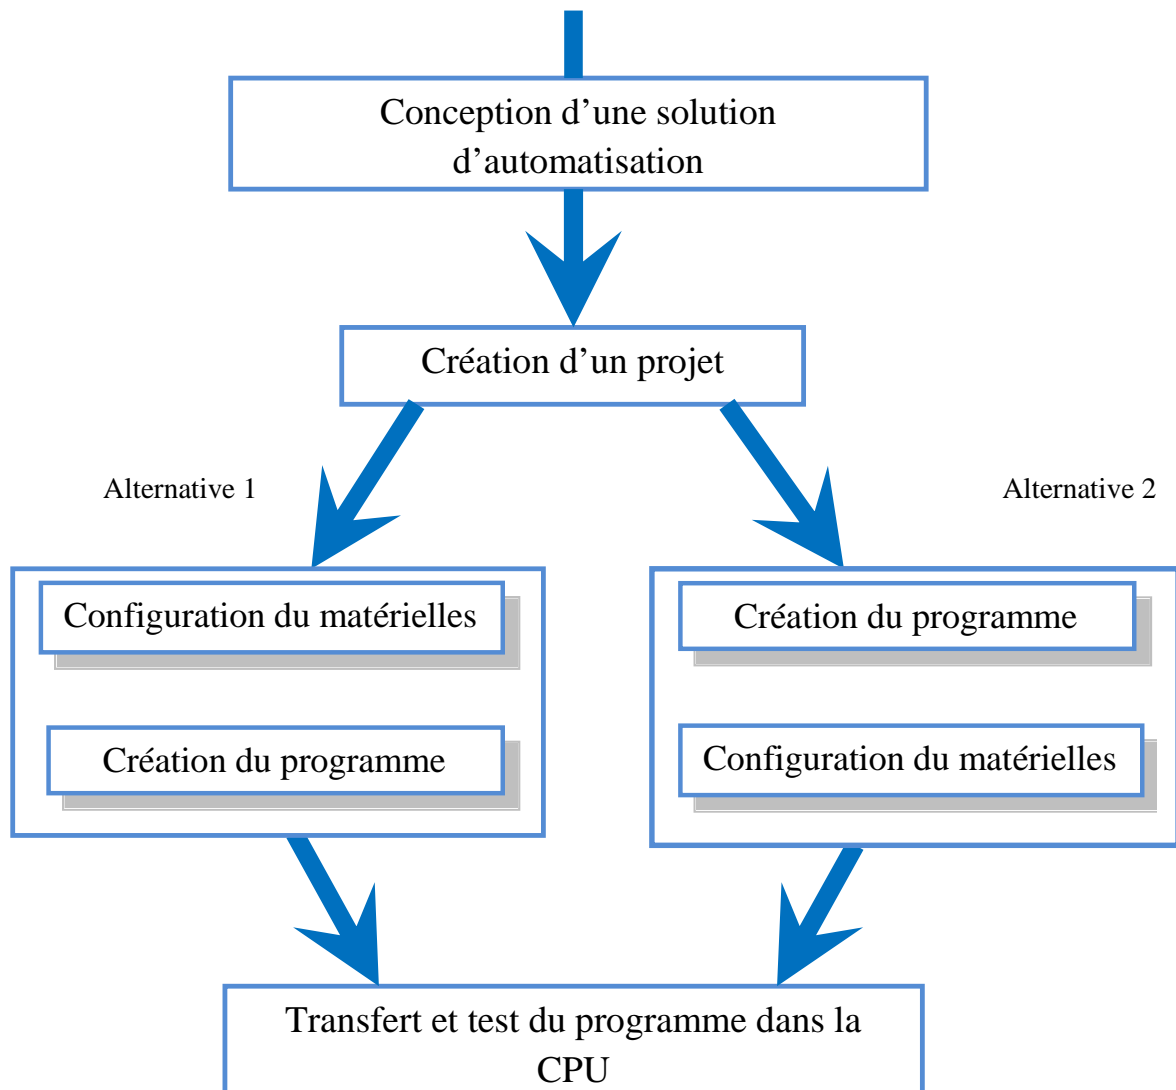 Conception d’une solution
d’automatisation
Création d’un projet
Alternative 1
Alternative 2
Configuration du matérielles
Création du programme
Création du programme
Configuration du matérielles
Transfert et test du programme dans la
CPU